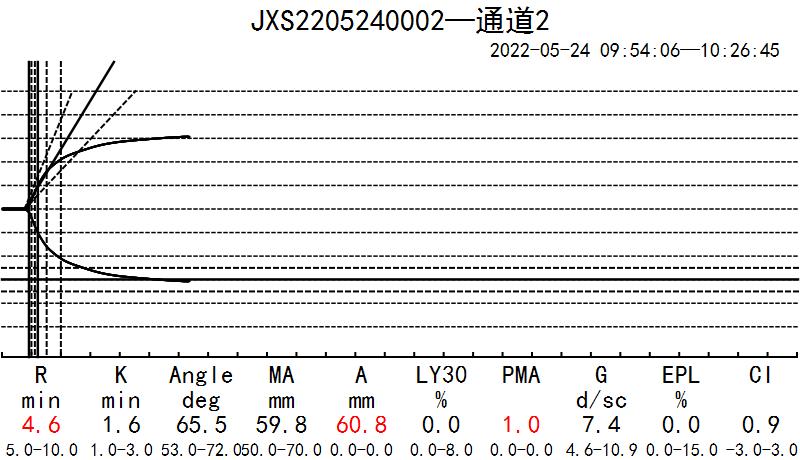 JXS2205240002—通道2
2022-05-24 09:54:06—10:26:45
R K Angle MA A LY30 PMA G EPL CI
min min deg mm mm % d/sc %
4.6 1.6 65.5 59.8 60.8 0.0 1.0 7.4 0.0 0.9
5.0-10.0 1.0-3.0 53.0-72.0 50.0-70.0 0.0-0.0 0.0-8.0 0.0-0.0 4.6-10.9 0.0-15.0 -3.0-3.0